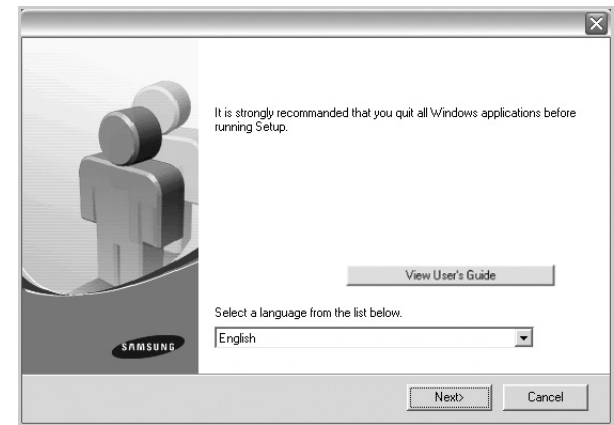 It is strongly recommanded that you quit all Windows applications before
running Setup.
View User's Guide
Select a language from the list below.
English
SAMSUNG
Next>
Cancel